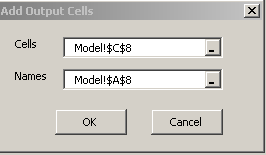 Add Output Cells
Cells Model!$C$8
Names Model!$A$8
OK Cancel